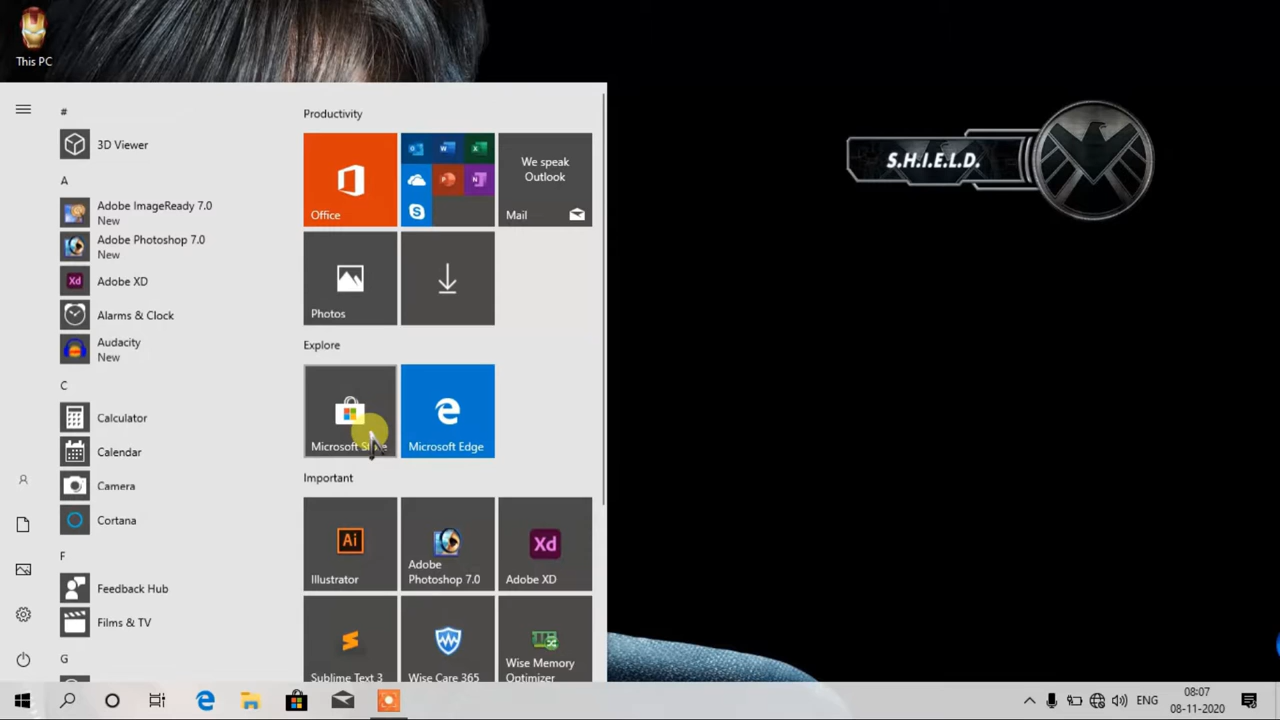 This PC
S.H.I.E.L.D.
#
3D Viewer
A
Adobe ImageReady 7.0
New
Adobe Photoshop 7.0
New
Xd
Adobe XD
Alarms & Clock
Audacity
New
C
Calculator
Calendar
Camera
Cortana
F
Feedback Hub
Films & TV
G
Productivity
Office
We speak
Outlook
Mail
Photos
Explore
Microsoft
Microsoft Edge
Important
Ai
Illustrator
Adobe
Photoshop 7.0
Xd
Adobe XD
Sublime Text 3
Wise Care 365
Wise Memory
Optimizer
ENG
08:07
08-11-2020